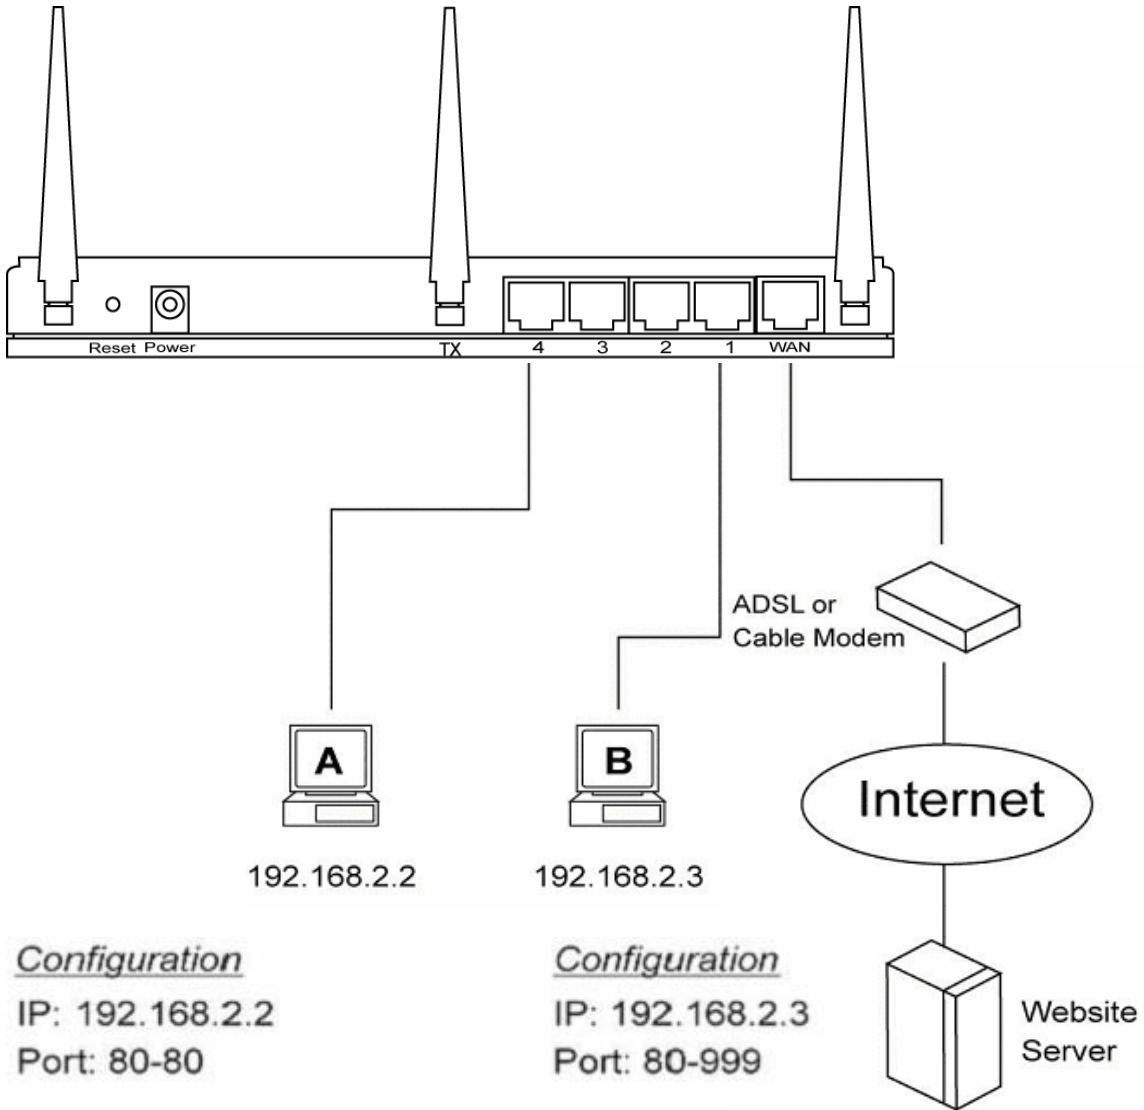 Reset Power TX 4 3 2 1 WAN
ADSL or
Cable Modem
A
B
Internet
192.168.2.2
192.168.2.3
Configuration
IP: 192.168.2.2
Port: 80-80
Configuration
IP: 192.168.2.3
Port: 80-999
Website
Server